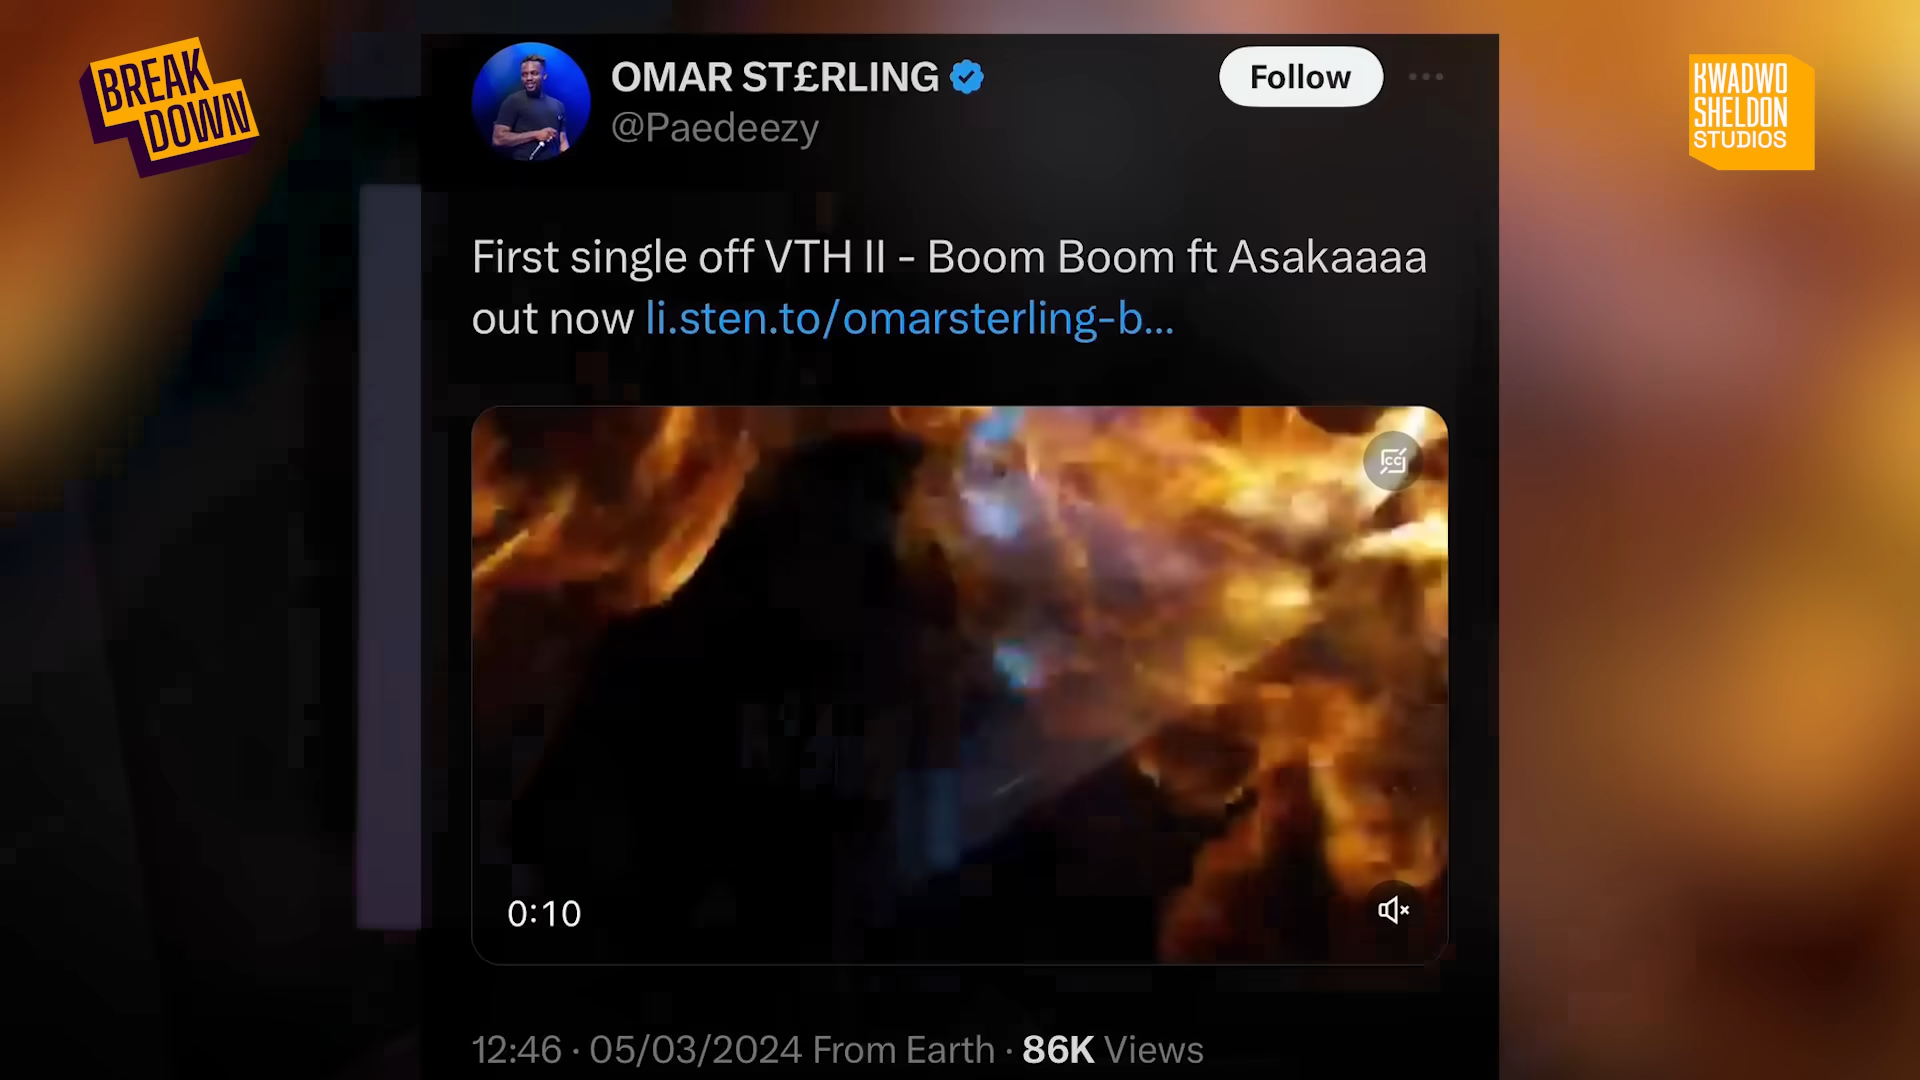 BREAK
DOWN
KWADWO
SHELDON
STUDIOS
OMAR ST£RLING
@Paedeezy
Follow
First single off VTH II - Boom Boom ft Asakaaaa
out now li.sten.to/omarsterling-b...
CC
0:10
12:46 · 05/03/2024 From Earth · 86K Views